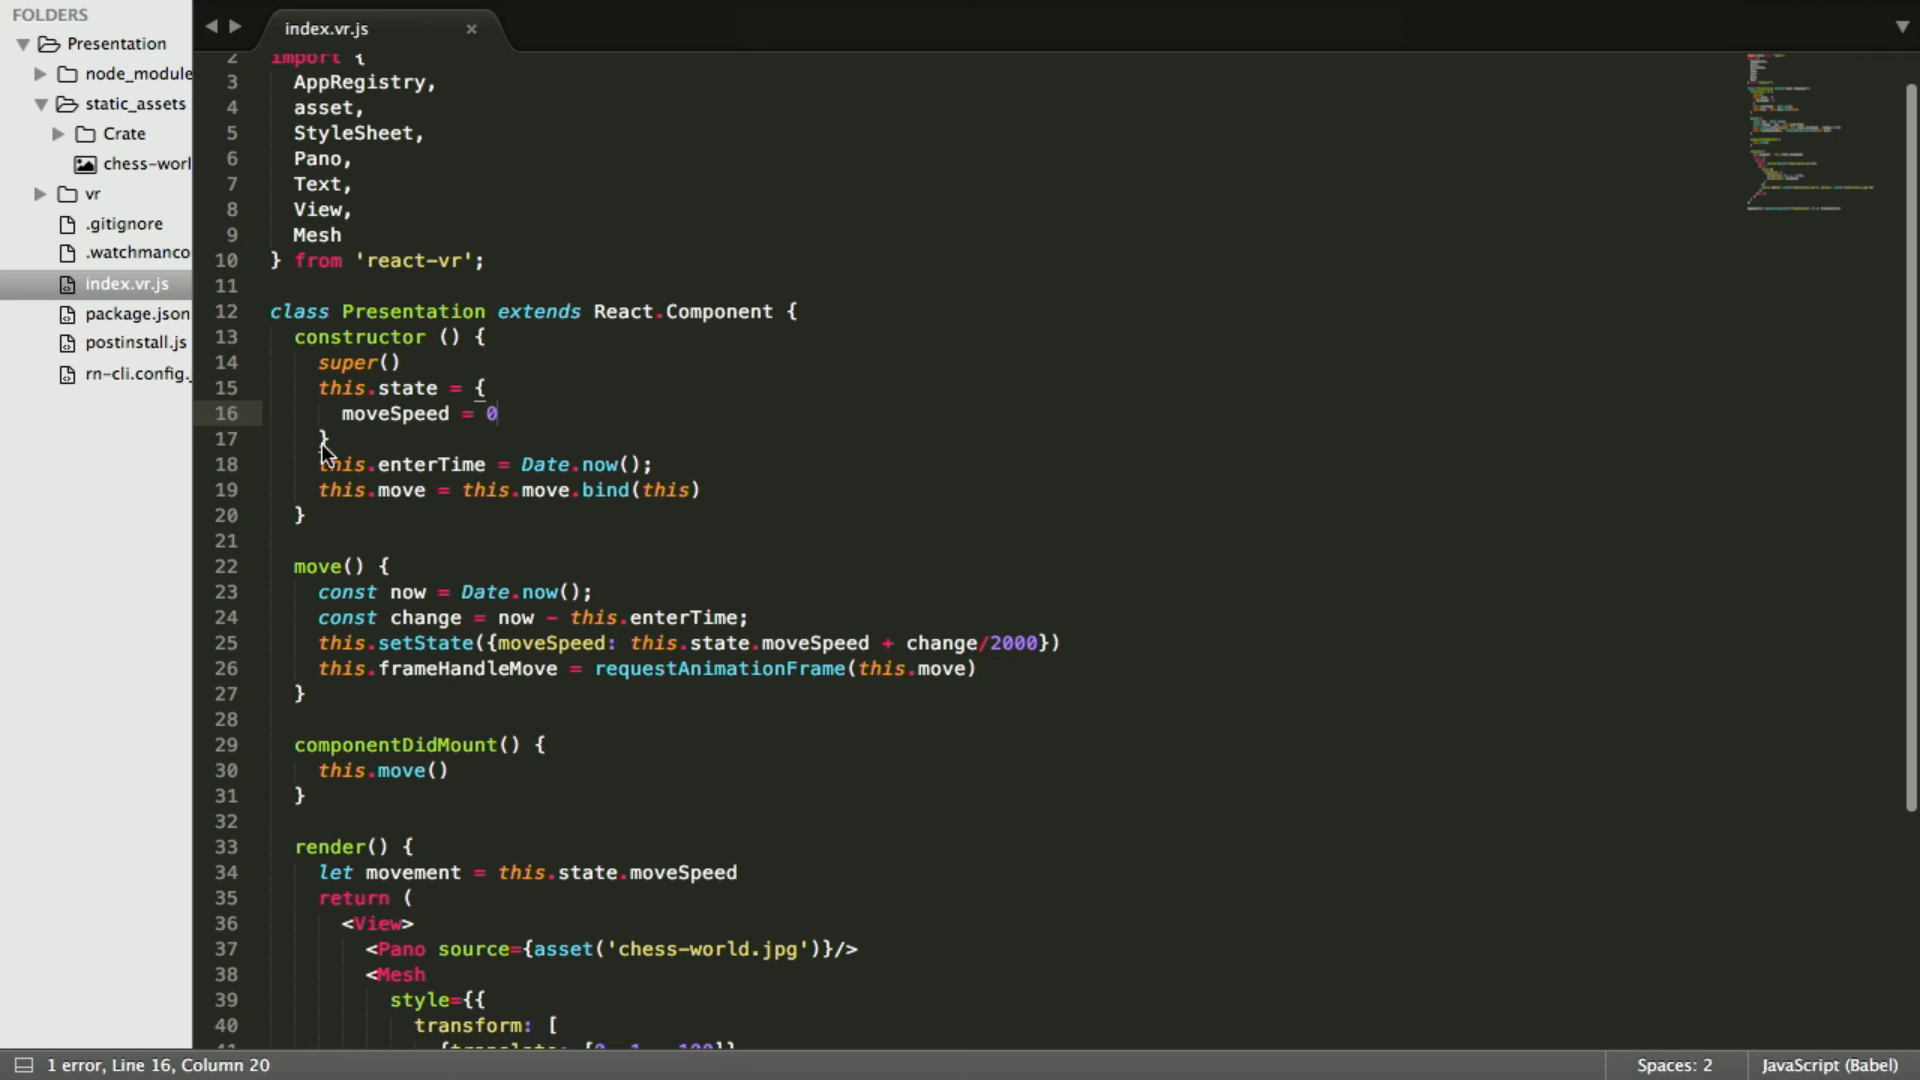 FOLDERS
Presentation
node_module
static_assets
Crate
chess-worl
vr
.gitignore
.watchmanco
index.vr.js
package.json
postinstall.js
rn-cli.config.
index.vr.js
2 import {
3 AppRegistry,
4 asset,
5 StyleSheet,
6 Pano,
7 Text,
8 View,
9 Mesh
10 } from 'react-vr';
11
12 class Presentation extends React.Component {
13 constructor () {
14 super()
15 this.state = {
16 moveSpeed = 0
17 }
18 this.enterTime = Date.now();
19 this.move = this.move.bind(this)
20 }
21
22 move() {
23 const now = Date.now();
24 const change = now - this.enterTime;
25 this.setState({moveSpeed: this.state.moveSpeed + change/2000})
26 this.frameHandleMove = requestAnimationFrame(this.move)
27 }
28
29 componentDidMount() {
30 this.move()
31 }
32
33 render() {
34 let movement = this.state.moveSpeed
35 return (
36 <View>
37 <Pano source={asset('chess-world.jpg')}/>
38 <Mesh
39 style={{
40 transform: [
1 error, Line 16, Column 20
Spaces: 2
JavaScript (Babel)